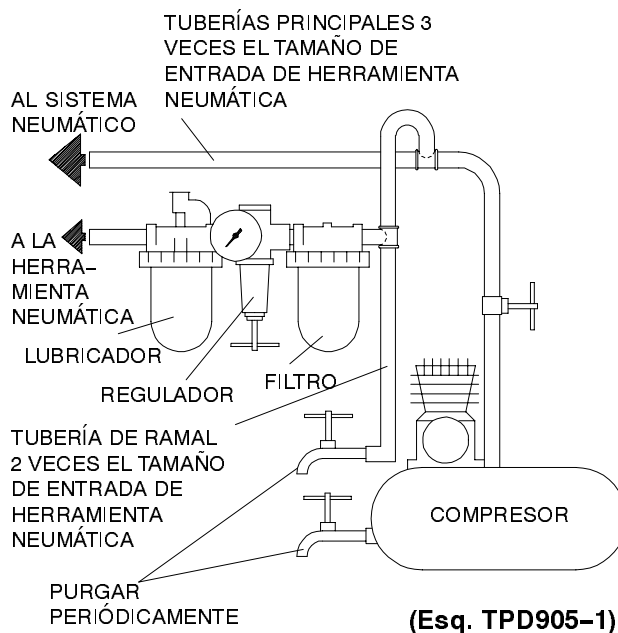 TUBERÍAS PRINCIPALES 3
VECES EL TAMAÑO DE
ENTRADA DE HERRAMIENTA
NEUMÁTICA
AL SISTEMA
NEUMÁTICO
A LA
HERRA–
MIENTA
NEUMÁTICA
LUBRICADOR
REGULADOR
FILTRO
TUBERÍA DE RAMAL
2 VECES EL TAMAÑO
DE ENTRADA DE
HERRAMIENTA
NEUMÁTICA
COMPRESOR
PURGAR
PERIÓDICAMENTE
(Esq. TPD905–1)